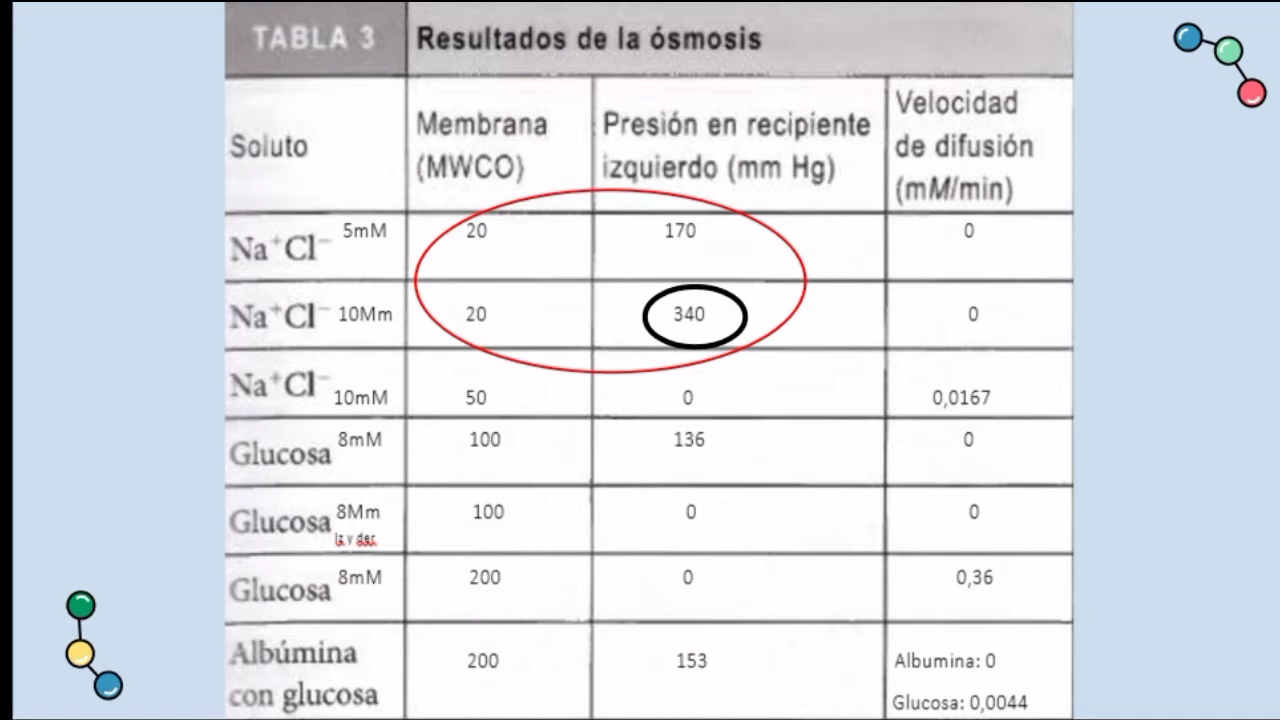 TABLA 3 Resultados de la ósmosis
Soluto Membrana (MWCO) Presión en recipiente izquierdo (mm Hg) Velocidad de difusión (mM/min)
Na⁺Cl⁻ 5mM 20 170 0
Na⁺Cl⁻ 10Mm 20 340 0
Na⁺Cl⁻ 10mM 50 0 0,0167
Glucosa 8mM 100 136 0
Glucosa 8Mm Iz y der. 100 0 0
Glucosa 8mM 200 0 0,36
Albúmina con glucosa 200 153 Albumina: 0 Glucosa: 0,0044